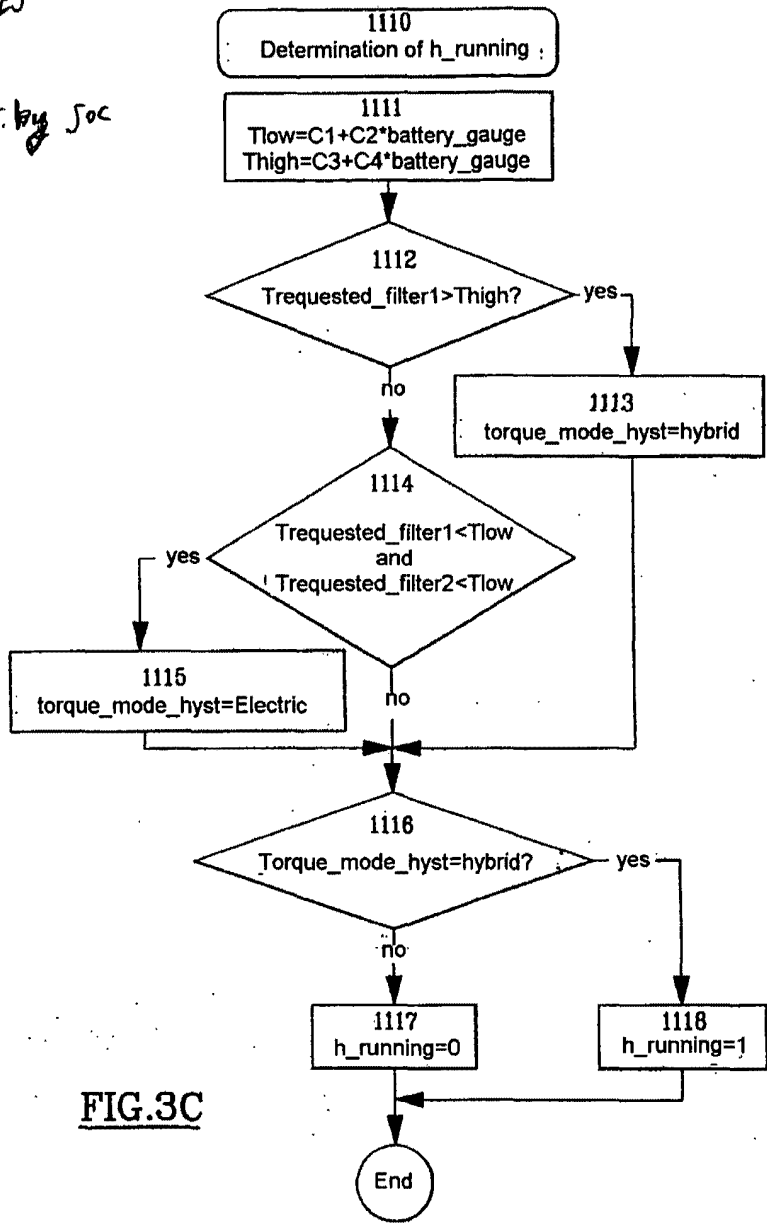 by SOC
1110
Determination of h_running
1111
Tlow=C1+C2*battery_gauge
Thigh=C3+C4*battery_gauge
1112
Trequested_filter1>Thigh?
yes
no
1113
torque_mode_hyst=hybrid
1114
Trequested_filter1<Tlow
and
Trequested_filter2<Tlow
yes
no
1115
torque_mode_hyst=Electric
1116
Torque_mode_hyst=hybrid?
yes
no
1117
h_running=0
1118
h_running=1
FIG.3C
End